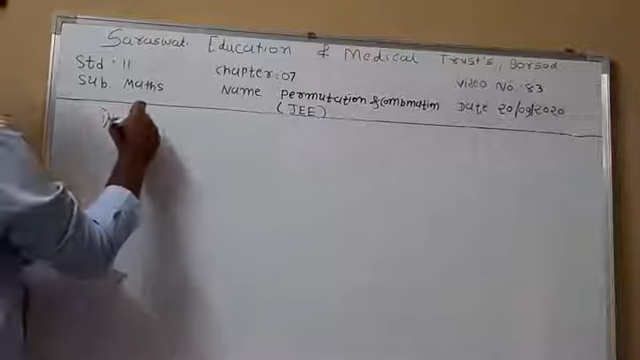 Saraswati Education & Medical Trust's, Borsad
Std : 11 Chapter : 07 Video No. 83
Sub Maths Name Permutation & Combination Date 20/09/2020
(JEE)